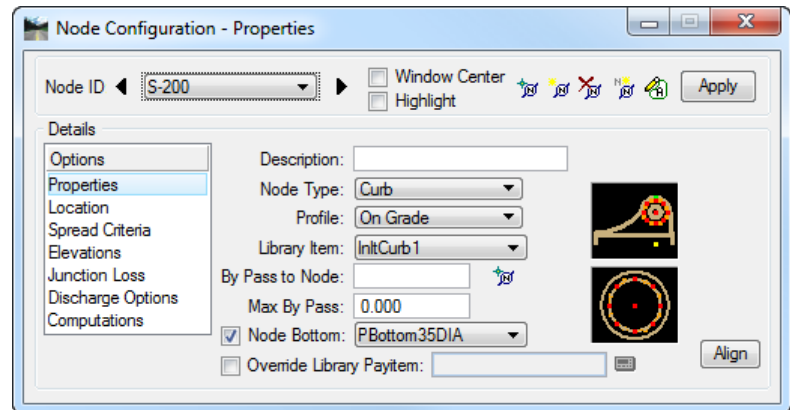 Node Configuration - Properties
Node ID S-200 Window Center Apply
Highlight
Details
Options
Properties
Location
Spread Criteria
Elevations
Junction Loss
Discharge Options
Computations
Description:
Node Type: Curb
Profile: On Grade
Library Item: InltCurb1
By Pass to Node:
Max By Pass: 0.000
Node Bottom: PBottom35DIA
Override Library Payitem:
Align